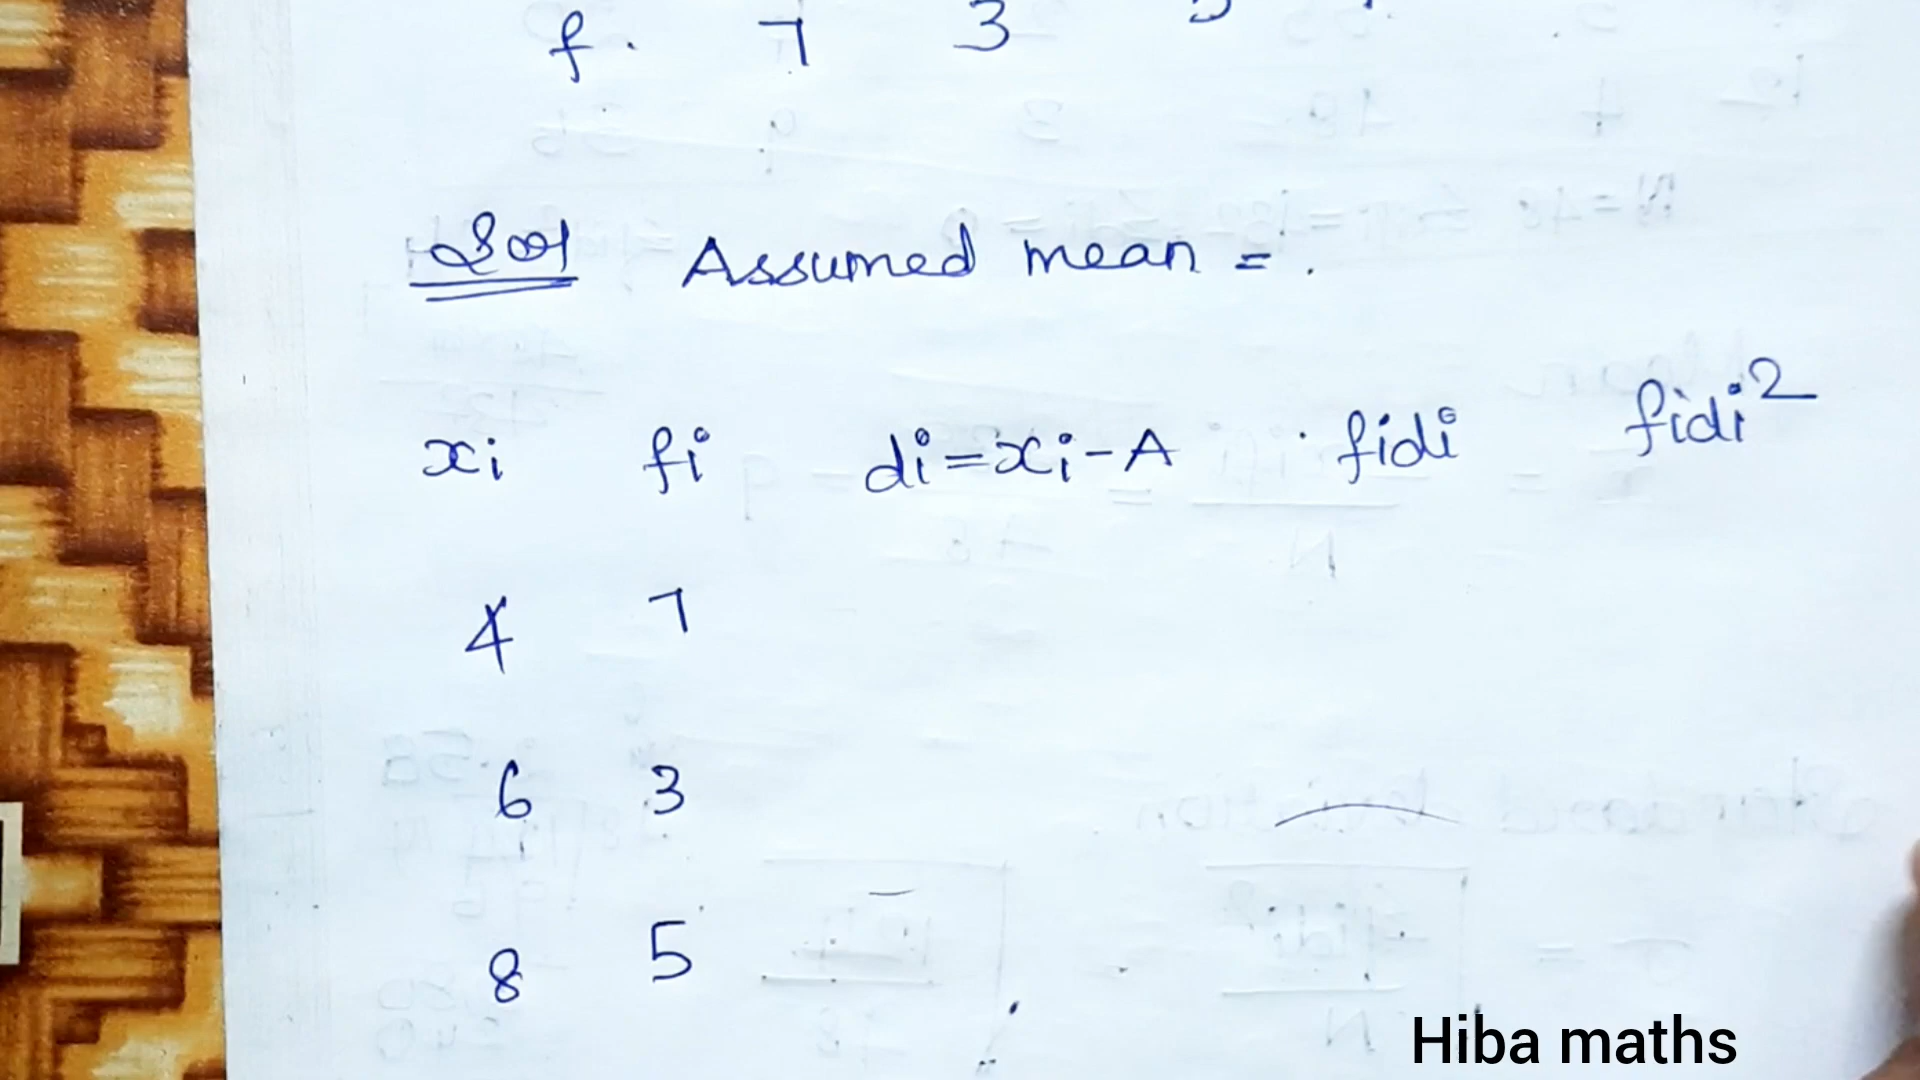 f. 7 3 5
Sol Assumed mean = .
xi fi di=xi-A fidi fidi²
4 7
6 3
8 5
Hiba maths